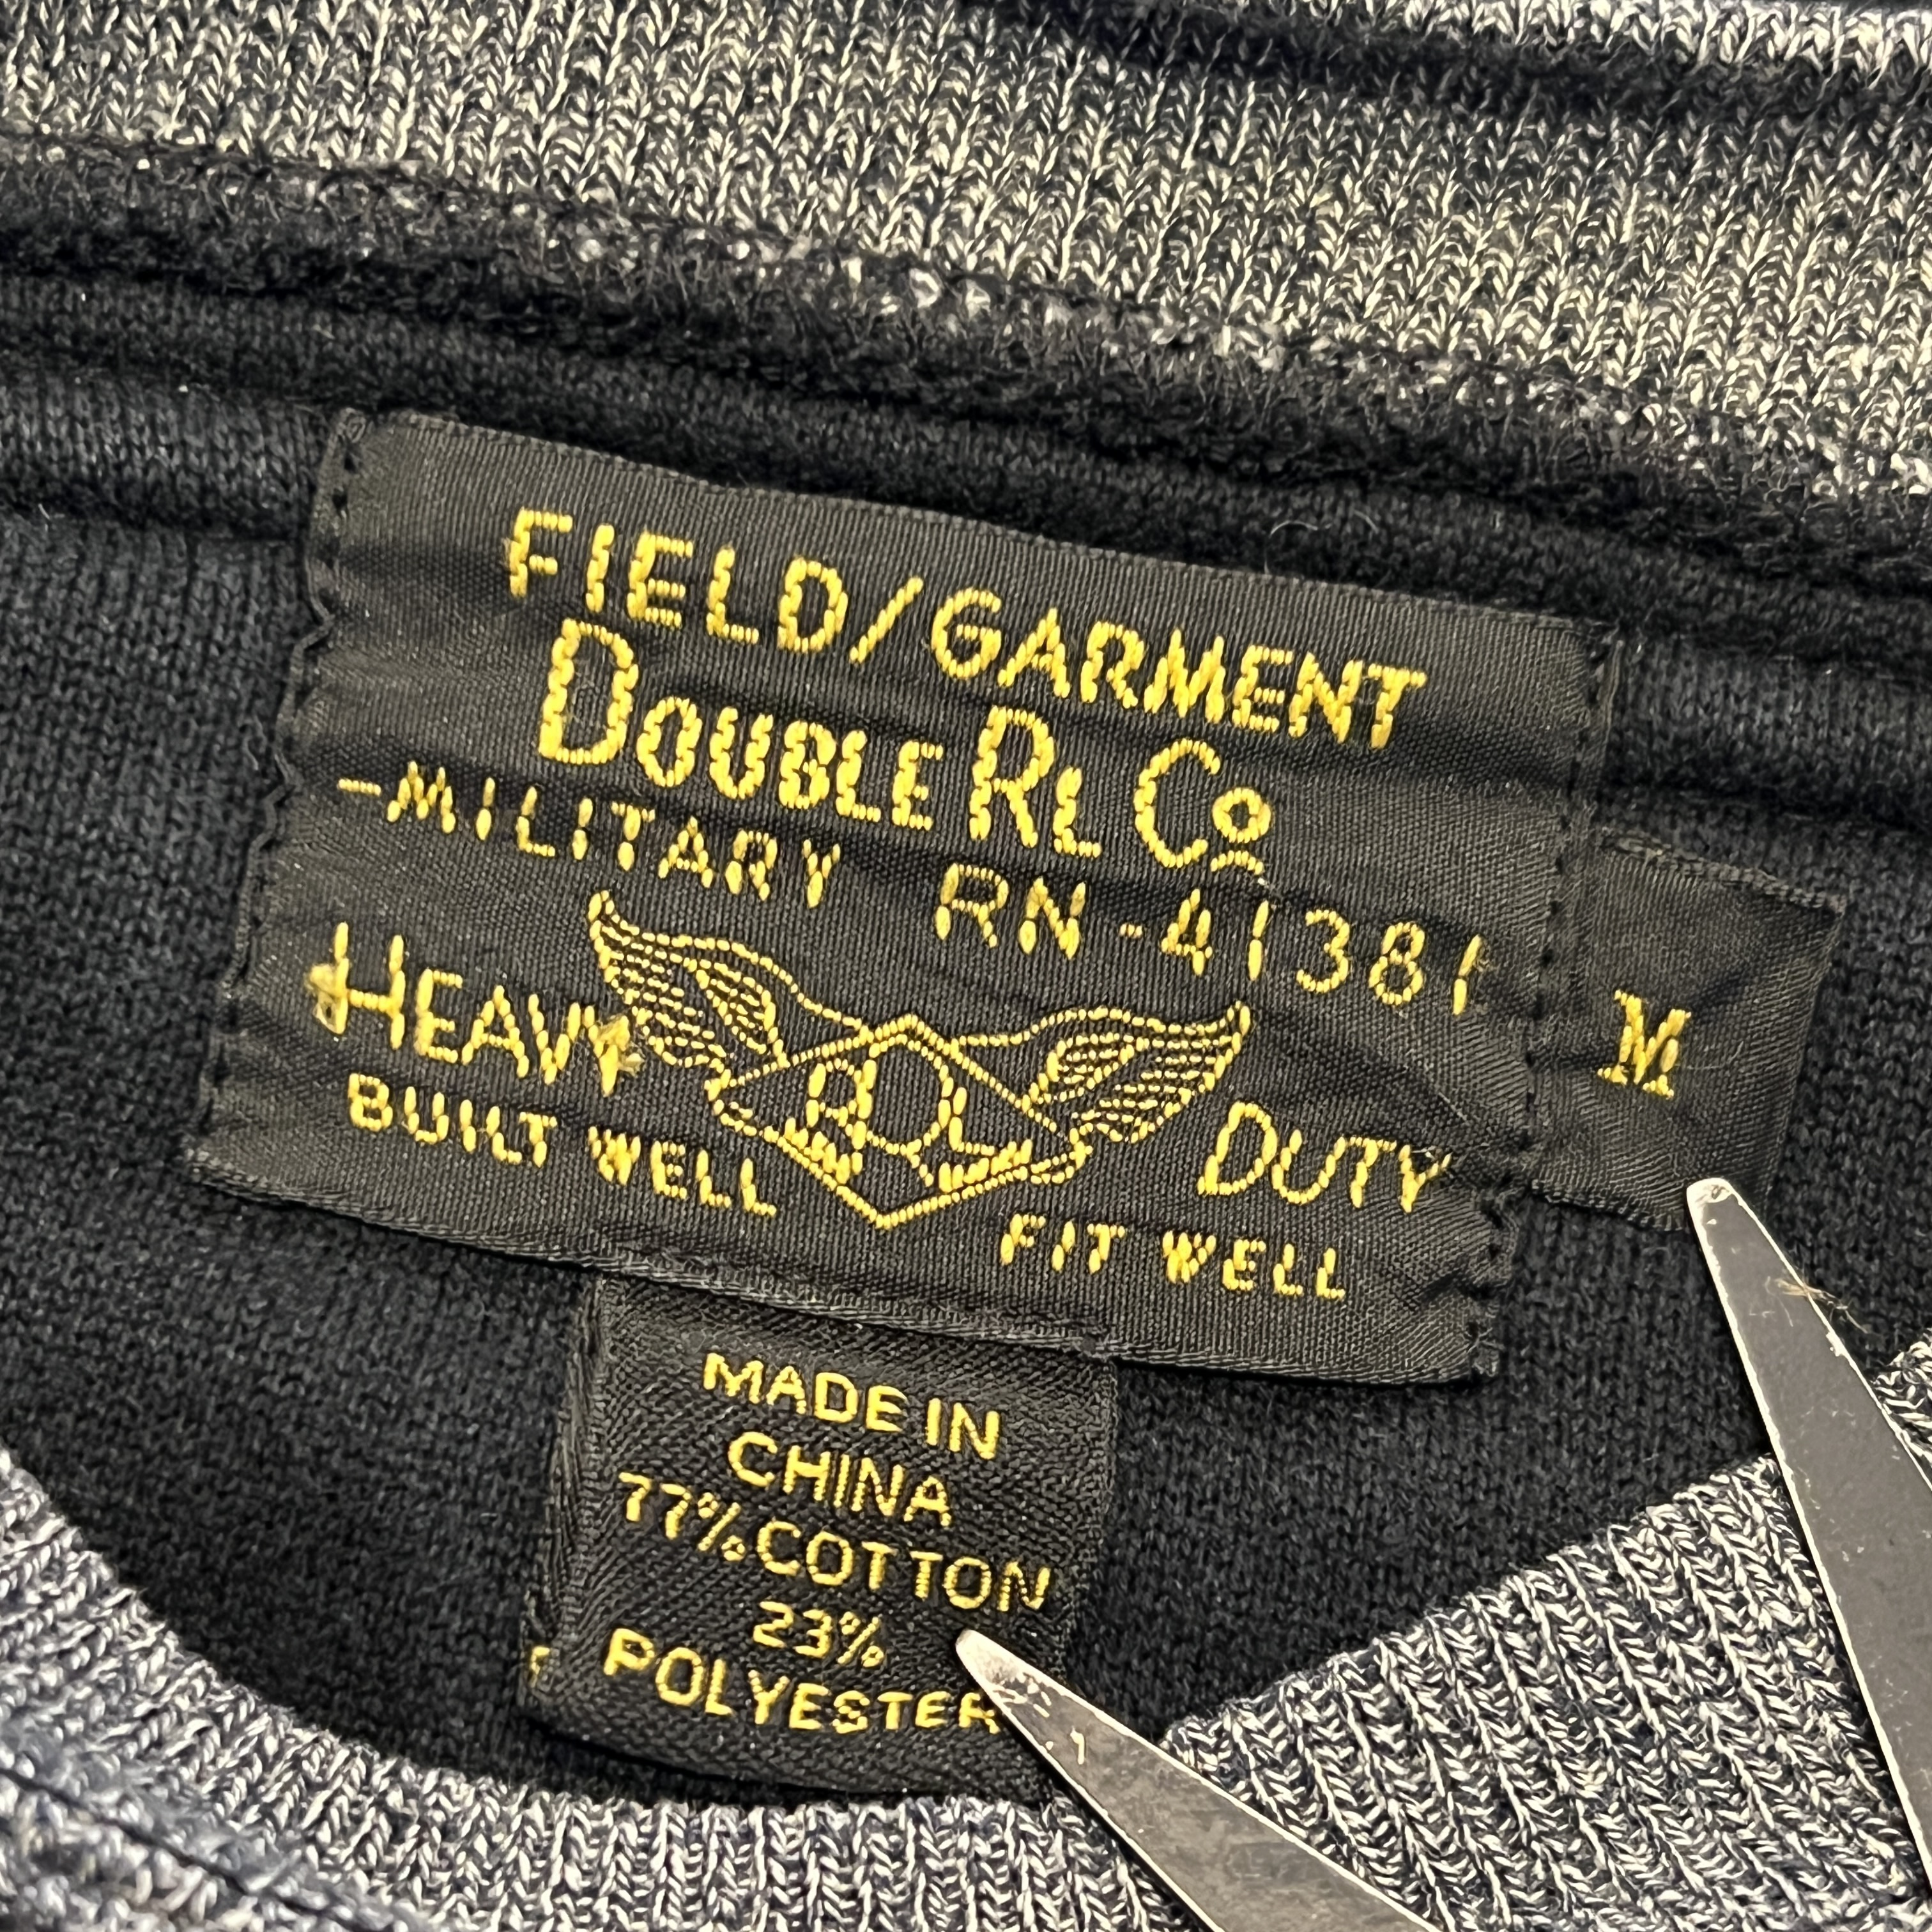 FIELD/GARMENT
DOUBLE RL Co
-MILITARY RN-41381
HEAVY DUTY
RRL
BUILT WELL FIT WELL
M
MADE IN
CHINA
77% COTTON
23%
POLYESTER